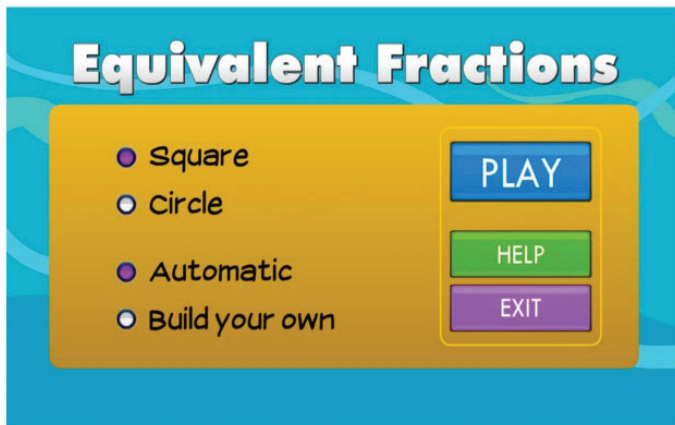 Equivalent Fractions
Square
Circle
Automatic
Build your own
PLAY
HELP
EXIT